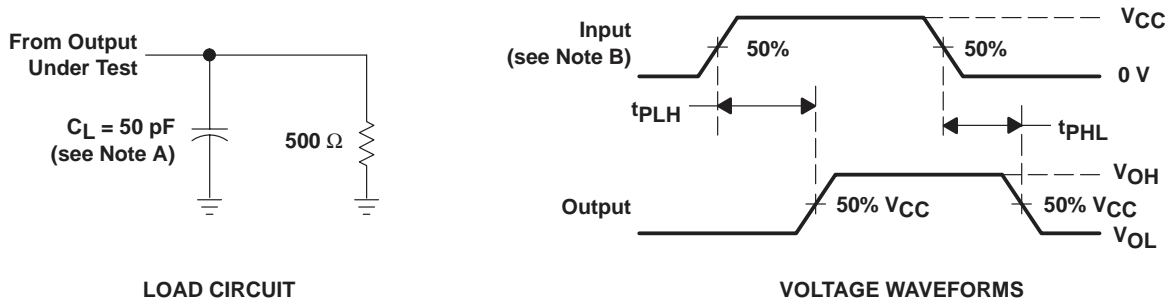 From Output
Under Test
CL = 50 pF
(see Note A)
500 Ω
LOAD CIRCUIT
Input
(see Note B)
50%
50%
VCC
0 V
tPLH
tPHL
Output
50% VCC
VOH
50% VCC
VOL
VOLTAGE WAVEFORMS